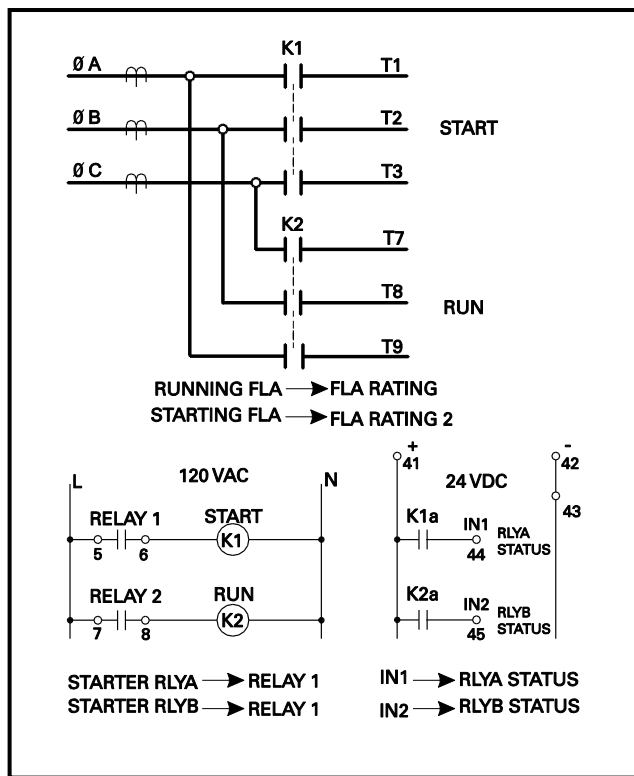 K1
Ø A T1
Ø B T2 START
Ø C T3
K2
T7
T8 RUN
T9
RUNNING FLA → FLA RATING
STARTING FLA → FLA RATING 2
L 120 VAC N
RELAY 1 START
5 6 K1
RELAY 2 RUN
7 8 K2
STARTER RLYA → RELAY 1
STARTER RLYB → RELAY 1
+ -
41 24 VDC 42
43
K1a IN1 RLYA
44 STATUS
K2a IN2 RLYB
45 STATUS
IN1 → RLYA STATUS
IN2 → RLYB STATUS